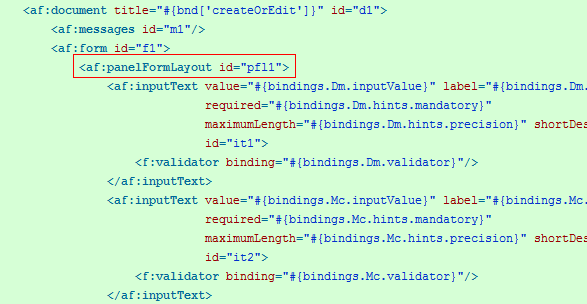 <af:document title="#{bnd['createOrEdit']}" id="d1">
<af:messages id="m1"/>
<af:form id="f1">
<af:panelFormLayout id="pfl1">
<af:inputText value="#{bindings.Dm.inputValue}" label="#{bindings.Dm.
required="#{bindings.Dm.hints.mandatory}"
maximumLength="#{bindings.Dm.hints.precision}" shortDes
id="it1">
<f:validator binding="#{bindings.Dm.validator}"/>
</af:inputText>
<af:inputText value="#{bindings.Mc.inputValue}" label="#{bindings.Mc.
required="#{bindings.Mc.hints.mandatory}"
maximumLength="#{bindings.Mc.hints.precision}" shortDes
id="it2">
<f:validator binding="#{bindings.Mc.validator}"/>
</af:inputText>